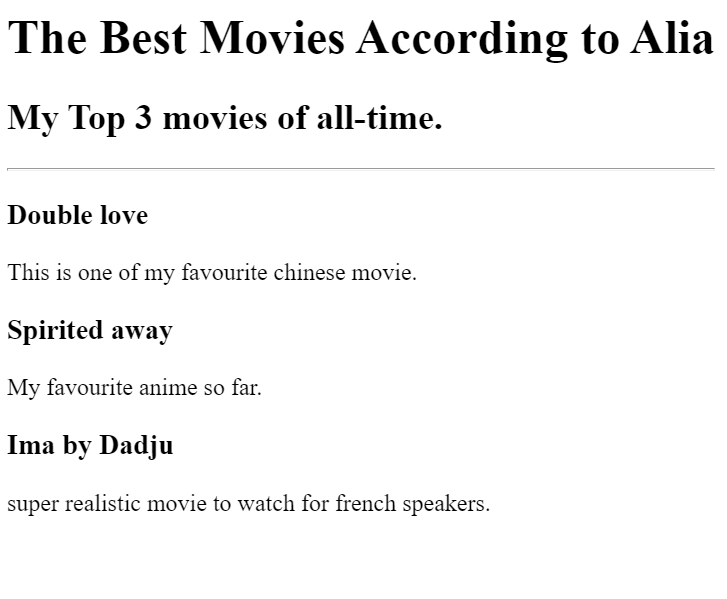 The Best Movies According to Alia
My Top 3 movies of all-time.
Double love
This is one of my favourite chinese movie.
Spirited away
My favourite anime so far.
Ima by Dadju
super realistic movie to watch for french speakers.